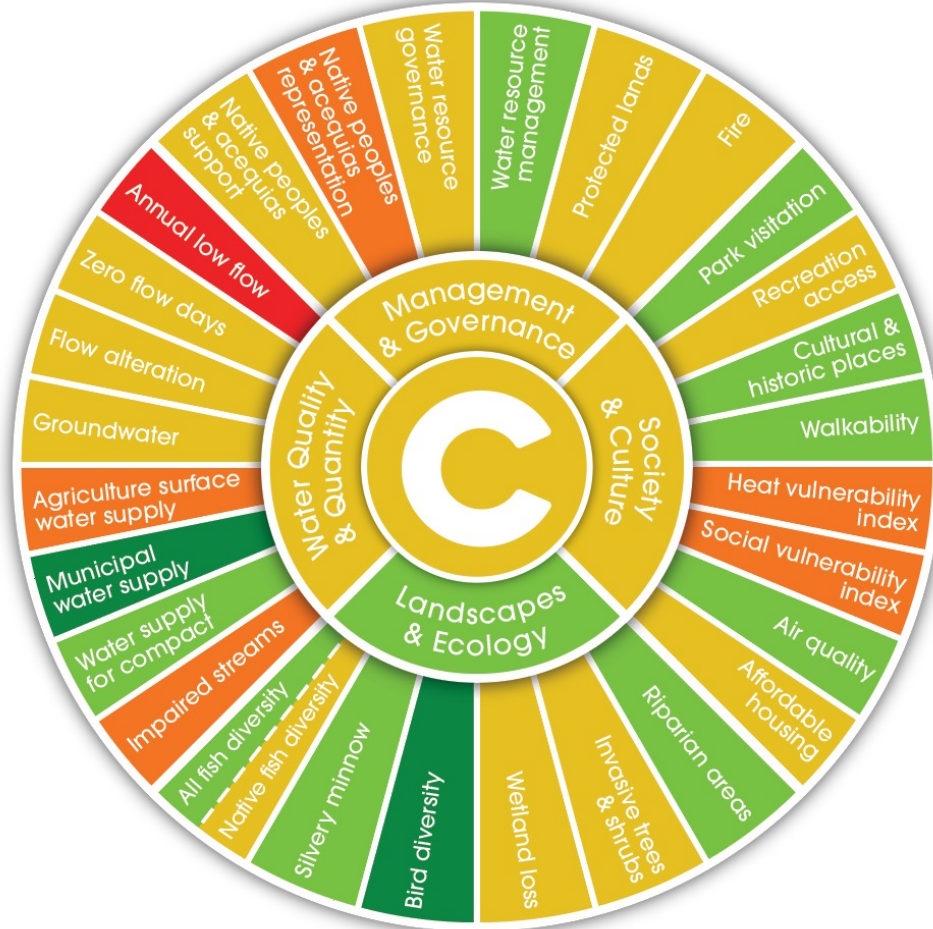 Water resource
management
Protected lands
Fire
Park visitation
Recreation
access
Cultural &
historic places
Walkability
Heat vulnerability
index
Social vulnerability
index
Air quality
Affordable
housing
Riparian areas
Invasive trees
& shrubs
Wetland loss
Bird diversity
Silvery minnow
Native fish diversity
All fish diversity
Impaired streams
Water supply
for compact
Municipal
water supply
Agriculture surface
water supply
Groundwater
Flow alteration
Zero flow days
Annual low flow
Native peoples
& acequias
support
Native peoples
& acequias
representation
Water resource
governance
Management
& Governance
Society
& Culture
Landscapes
& Ecology
Water Quality
& Quantity
C